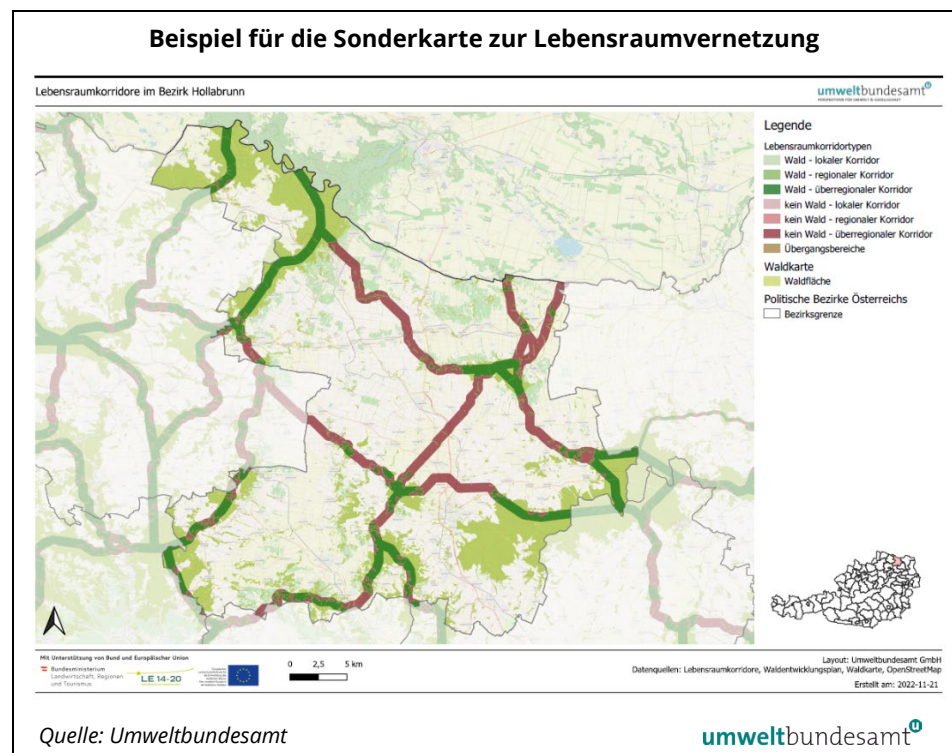 Beispiel für die Sonderkarte zur Lebensraumvernetzung
Lebensraumkorridore im Bezirk Hollabrunn
umweltbundesamt
Legende
Lebensraumkorridortypen
Wald - lokaler Korridor
Wald - regionaler Korridor
Wald - überregionaler Korridor
kein Wald - lokaler Korridor
kein Wald - regionaler Korridor
kein Wald - überregionaler Korridor
Übergangsbereiche
Waldkarte
Waldfläche
Politische Bezirke Österreichs
Bezirksgrenze
Mit Unterstützung von Bund und Europäischer Union
Bundesministerium
Landwirtschaft, Regionen
und Tourismus
LE 14-20
0 2,5 5 km
Layout: Umweltbundesamt GmbH
Datenquellen: Lebensraumkorridore, Waldentwicklungsplan, Waldkarte, OpenStreetMap
Erstellt am: 2022-11-21
Quelle: Umweltbundesamt
umweltbundesamt